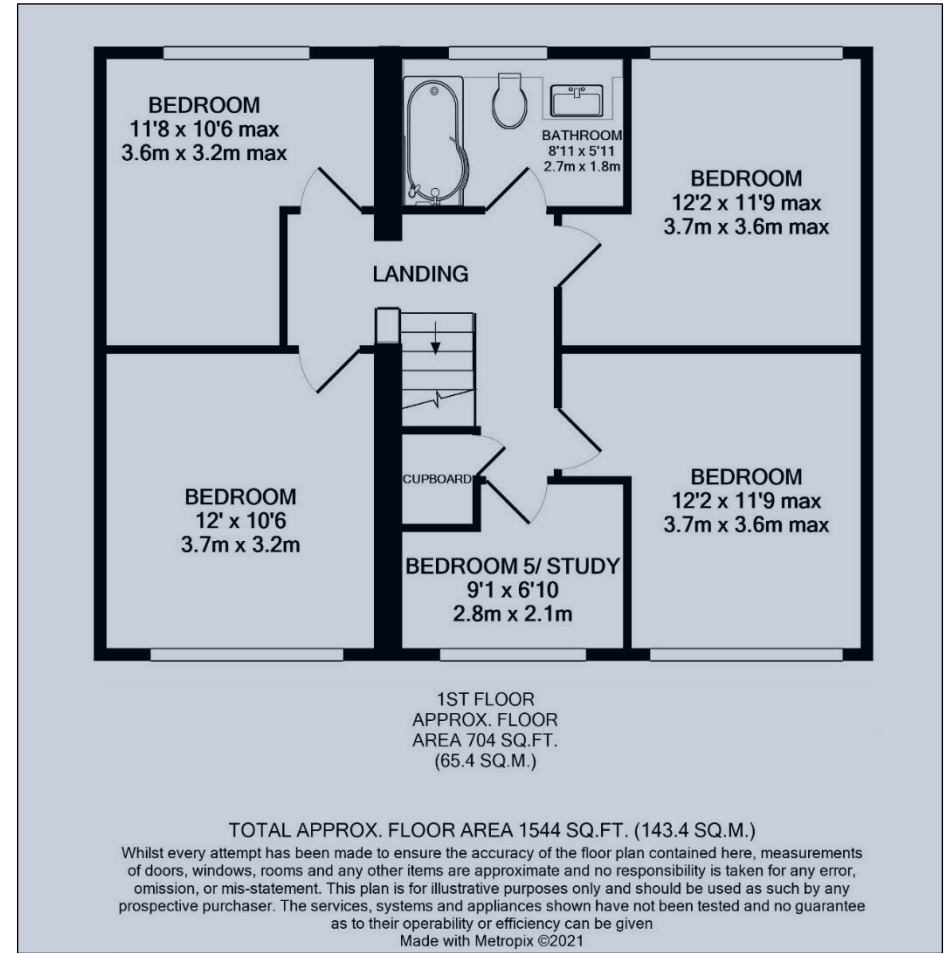 BEDROOM
11'8 x 10'6 max
3.6m x 3.2m max
BATHROOM
8'11 x 5'11
2.7m x 1.8m
BEDROOM
12'2 x 11'9 max
3.7m x 3.6m max
LANDING
CUPBOARD
BEDROOM
12' x 10'6
3.7m x 3.2m
BEDROOM 5/ STUDY
9'1 x 6'10
2.8m x 2.1m
BEDROOM
12'2 x 11'9 max
3.7m x 3.6m max
1ST FLOOR
APPROX. FLOOR
AREA 704 SQ.FT.
(65.4 SQ.M.)
TOTAL APPROX. FLOOR AREA 1544 SQ.FT. (143.4 SQ.M.)
Whilst every attempt has been made to ensure the accuracy of the floor plan contained here, measurements
of doors, windows, rooms and any other items are approximate and no responsibility is taken for any error,
omission, or mis-statement. This plan is for illustrative purposes only and should be used as such by any
prospective purchaser. The services, systems and appliances shown have not been tested and no guarantee
as to their operability or efficiency can be given
Made with Metropix ©2021